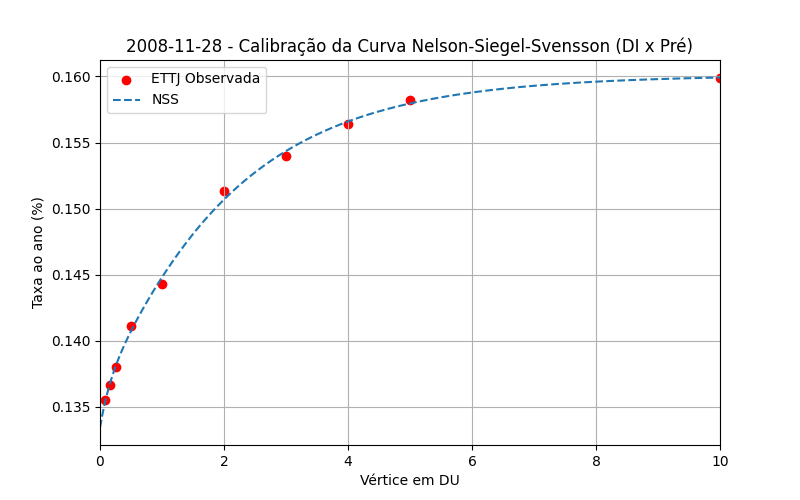 2008-11-28 - Calibração da Curva Nelson-Siegel-Svensson (DI x Pré)
ETTJ Observada
NSS
Taxa ao ano (%)
0.160
0.155
0.150
0.145
0.140
0.135
0 2 4 6 8 10
Vértice em DU